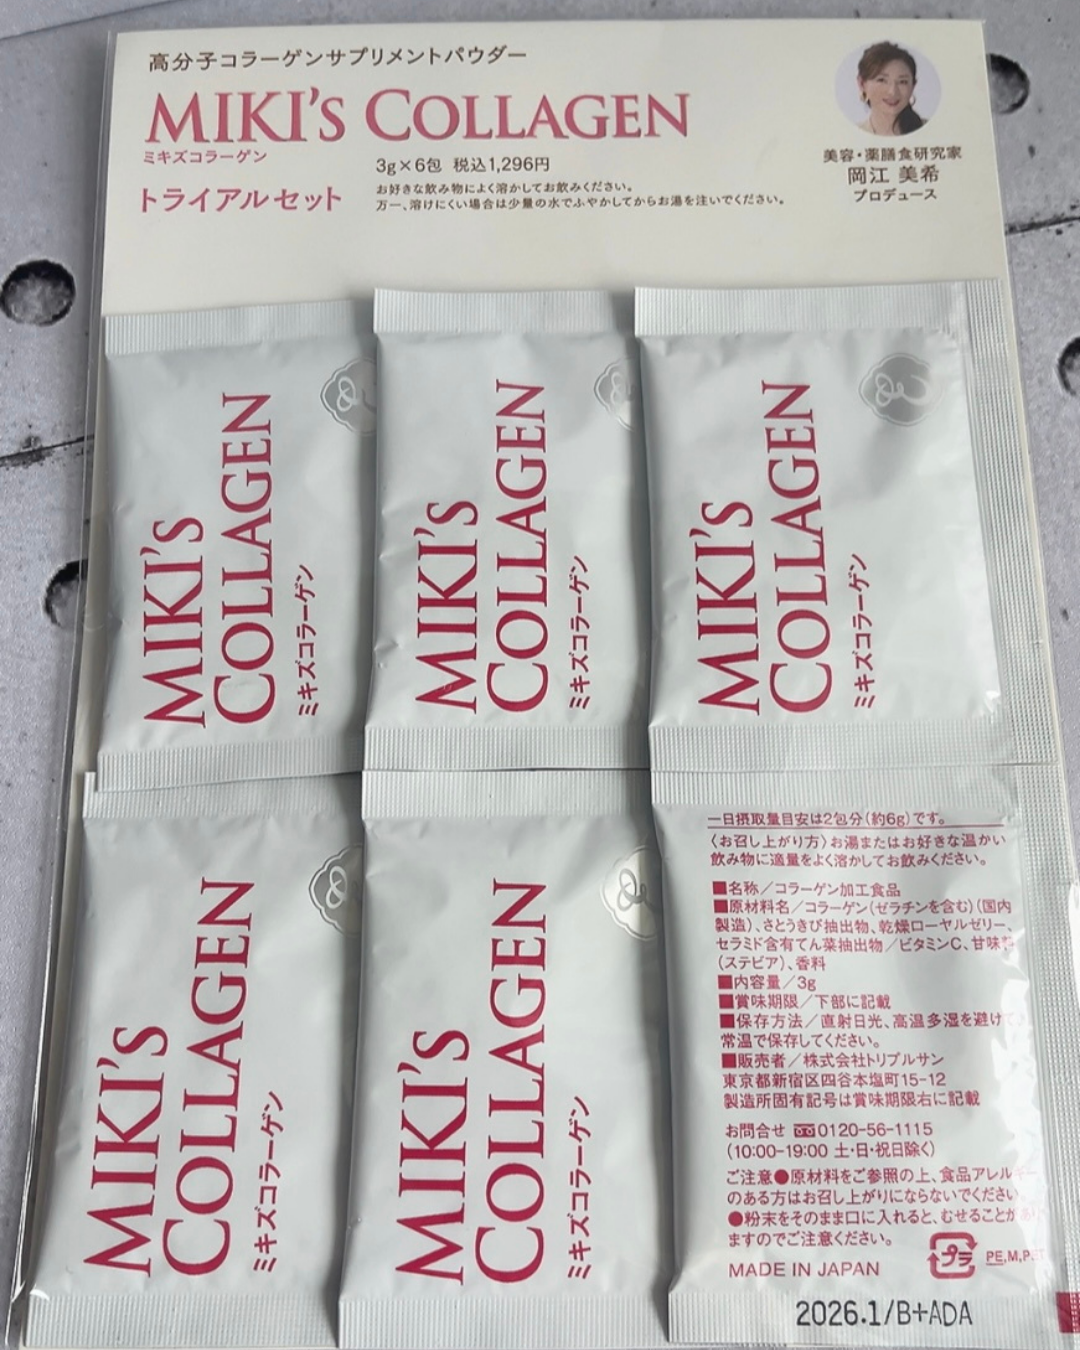 高分子コラーゲンサプリメントパウダー
MIKI's COLLAGEN
ミキズコラーゲン
トライアルセット
3g×6包 税込1,296円
お好きな飲み物によく溶かしてお飲みください。
万一、溶けにくい場合は少量の水でふやかしてからお湯を注いでください。
美容・薬膳食研究家
岡江 美希
プロデュース
MIKI's
COLLAGEN
ミキズコラーゲン
MIKI's
COLLAGEN
ミキズコラーゲン
MIKI's
COLLAGEN
ミキズコラーゲン
MIKI's
COLLAGEN
ミキズコラーゲン
MIKI's
COLLAGEN
ミキズコラーゲン
一日摂取量目安は2包分(約6g)です。
〈お召し上がり方〉お湯またはお好きな温かい
飲み物に適量をよく溶かしてお飲みください。
■名称/コラーゲン加工食品
■原材料名/コラーゲン(ゼラチンを含む)(国内
製造)、さとうきび抽出物、乾燥ローヤルゼリー、
セラミド含有てん菜抽出物/ビタミンC、甘味料
(ステビア)、香料
■内容量/3g
■賞味期限/下部に記載
■保存方法/直射日光、高温多湿を避けて
常温で保存してください。
■販売者/株式会社トリプルサン
東京都新宿区四谷本塩町15-12
製造所固有記号は賞味期限右に記載
お問合せ 0120-56-1115
(10:00-19:00 土・日・祝日除く)
ご注意●原材料をご参照の上、食品アレルギー
のある方はお召し上がりにならないでください。
●粉末をそのまま口に入れると、むせることがあり
ますのでご注意ください。
MADE IN JAPAN
プラ
PE,M,PET
2026.1/B+ADA